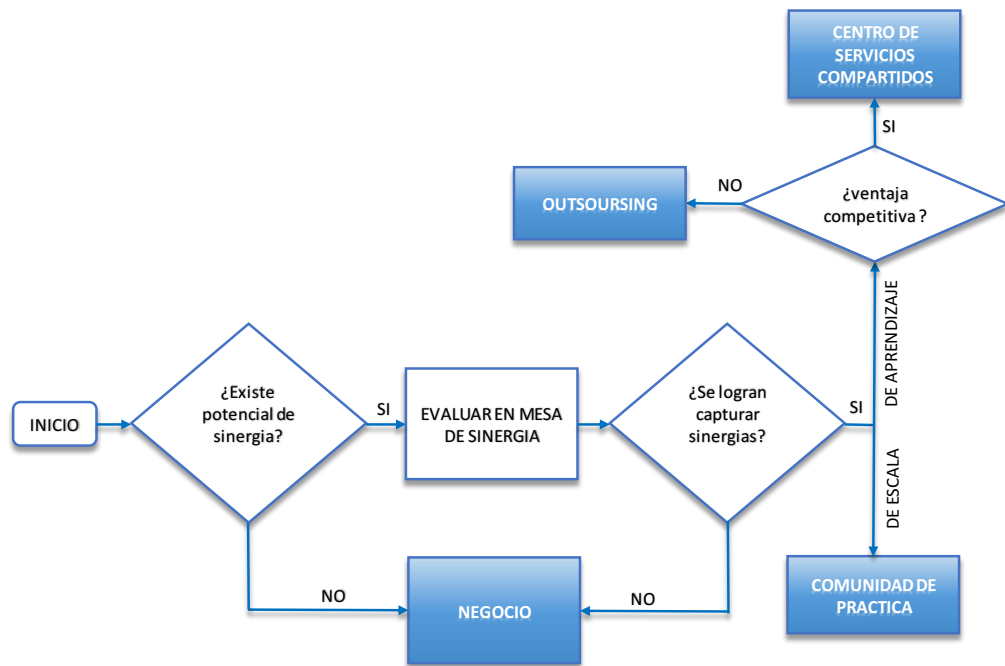 CENTRO DE
SERVICIOS
COMPARTIDOS
SI
¿ventaja
competitiva ?
NO
OUTSOURSING
DE APRENDIZAJE
INICIO
¿Existe
potencial de
sinergia?
SI
EVALUAR EN MESA
DE SINERGIA
¿Se logran
capturar
sinergias?
SI
DE ESCALA
NO
NEGOCIO
NO
COMUNIDAD DE
PRACTICA